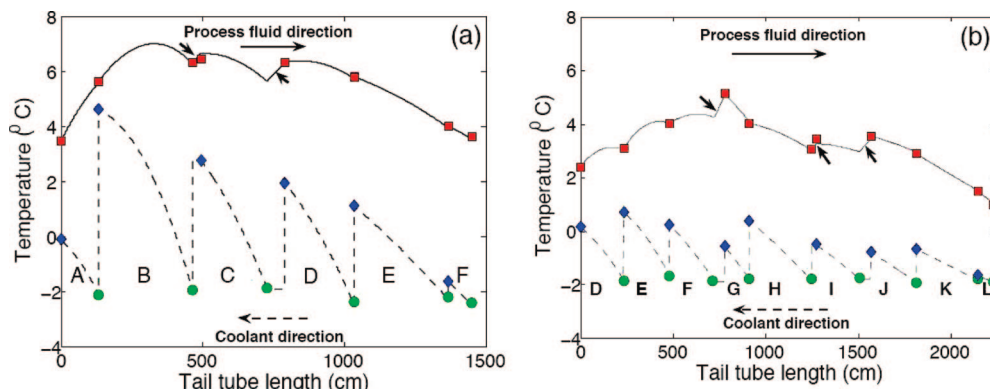 Process fluid direction
(a)
8
6
4
2
0
−2
−4
Temperature (⁰ C)
A
B
C
D
E
F
Coolant direction
0
500
1000
1500
Tail tube length (cm)
Process fluid direction
(b)
8
6
4
2
0
−2
−4
Temperature (⁰ C)
D
E
F
G
H
I
J
K
L
Coolant direction
0
500
1000
1500
2000
Tail tube length (cm)